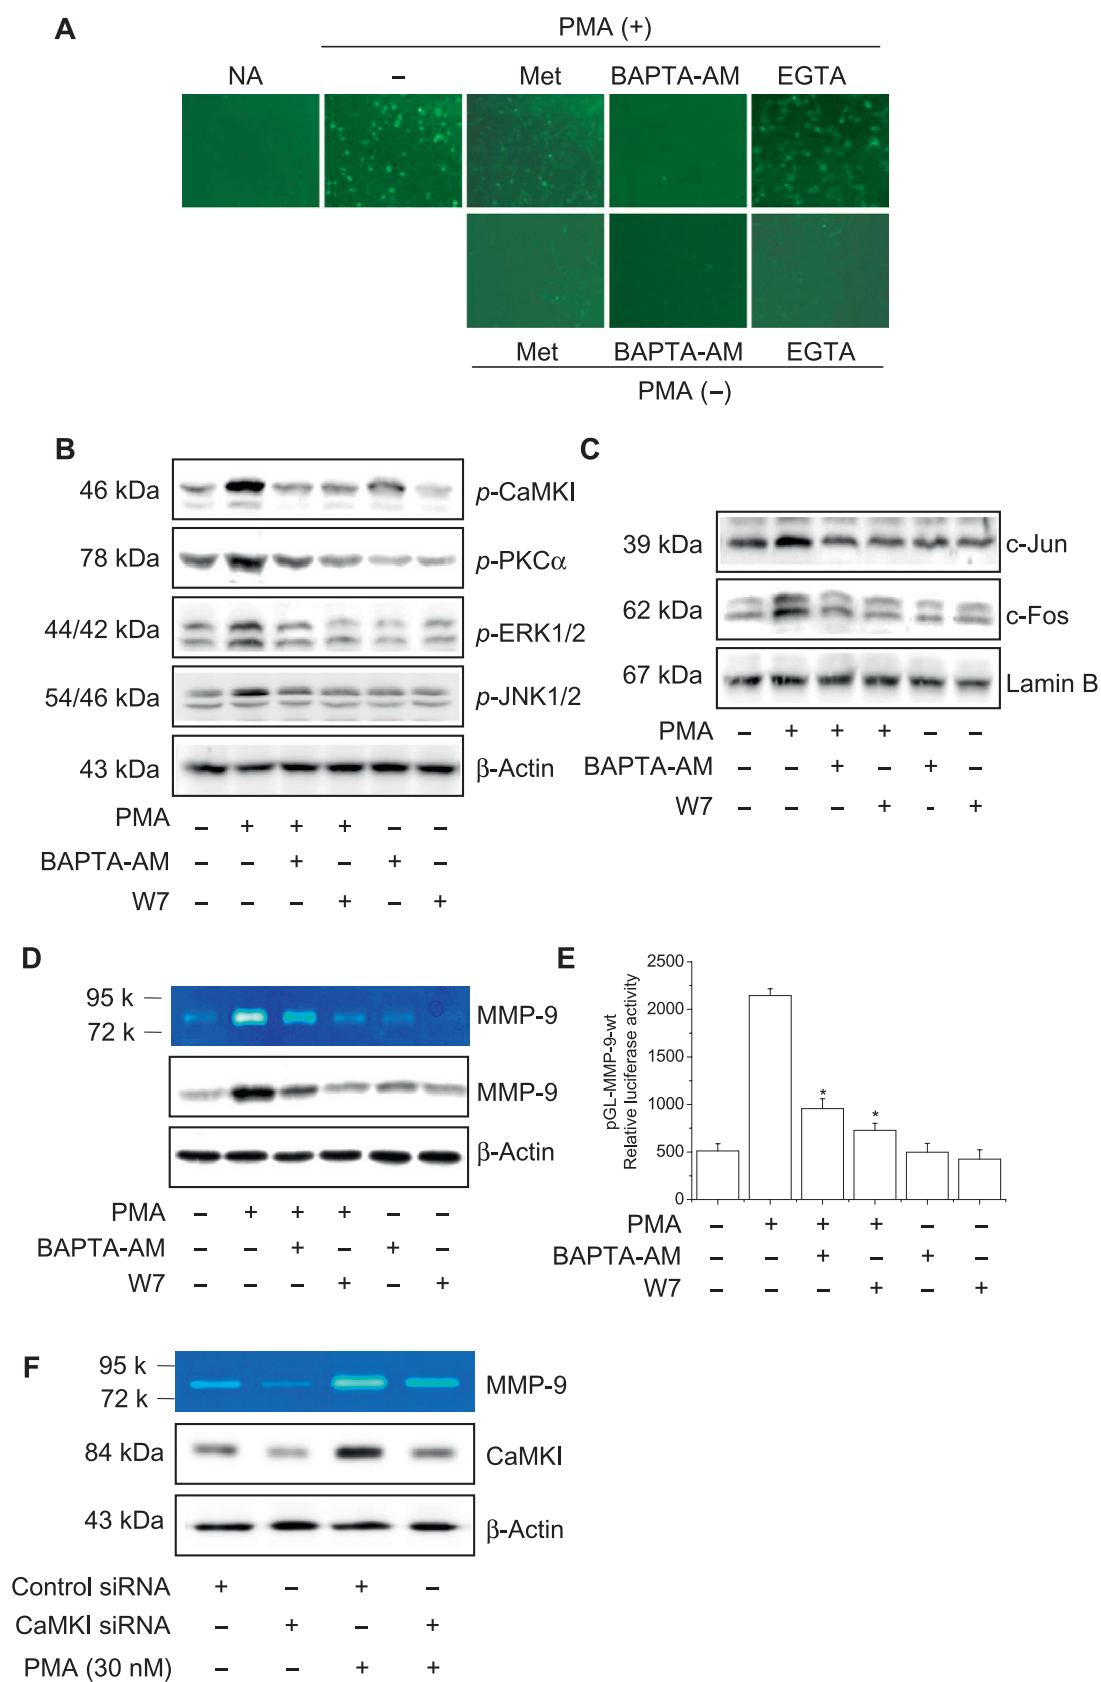 A
PMA (+)
NA – Met BAPTA-AM EGTA
Met BAPTA-AM EGTA
PMA (–)
B
46 kDa p-CaMKI
78 kDa p-PKCα
44/42 kDa p-ERK1/2
54/46 kDa p-JNK1/2
43 kDa β-Actin
PMA – + + + – –
BAPTA-AM – – + – + –
W7 – – – + – +
C
39 kDa c-Jun
62 kDa c-Fos
67 kDa Lamin B
PMA – + + + – –
BAPTA-AM – – + – + –
W7 – – – + - +
D
95 k
72 k
MMP-9
MMP-9
β-Actin
PMA – + + + – –
BAPTA-AM – – + – + –
W7 – – – + – +
E
pGL-MMP-9-wt
Relative luciferase activity
2500
2000
1500
1000
500
0
* *
PMA – + + + – –
BAPTA-AM – – + – + –
W7 – – – + – +
F
95 k
72 k
MMP-9
84 kDa CaMKI
43 kDa β-Actin
Control siRNA + – + –
CaMKI siRNA – + – +
PMA (30 nM) – – + +